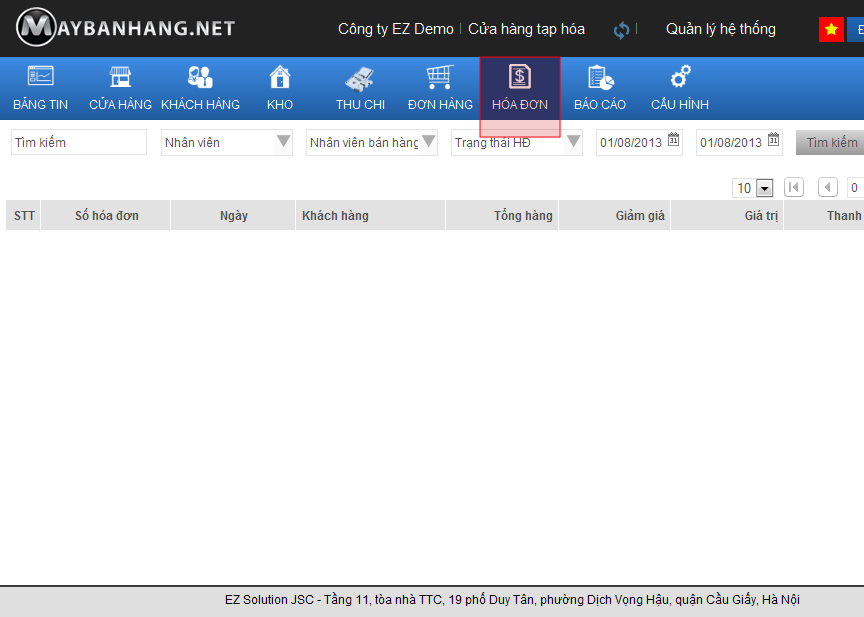 MAYBANHANG.NET
Công ty EZ Demo | Cửa hàng tạp hóa | Quản lý hệ thống
BẢNG TIN CỬA HÀNG KHÁCH HÀNG KHO THU CHI ĐƠN HÀNG HÓA ĐƠN BÁO CÁO CẤU HÌNH
Tìm kiếm Nhân viên Nhân viên bán hàng Trạng thái HĐ 01/08/2013 01/08/2013 Tìm kiếm
10 0
STT Số hóa đơn Ngày Khách hàng Tổng hàng Giảm giá Giá trị Thanh
EZ Solution JSC - Tầng 11, tòa nhà TTC, 19 phố Duy Tân, phường Dịch Vọng Hậu, quận Cầu Giấy, Hà Nội